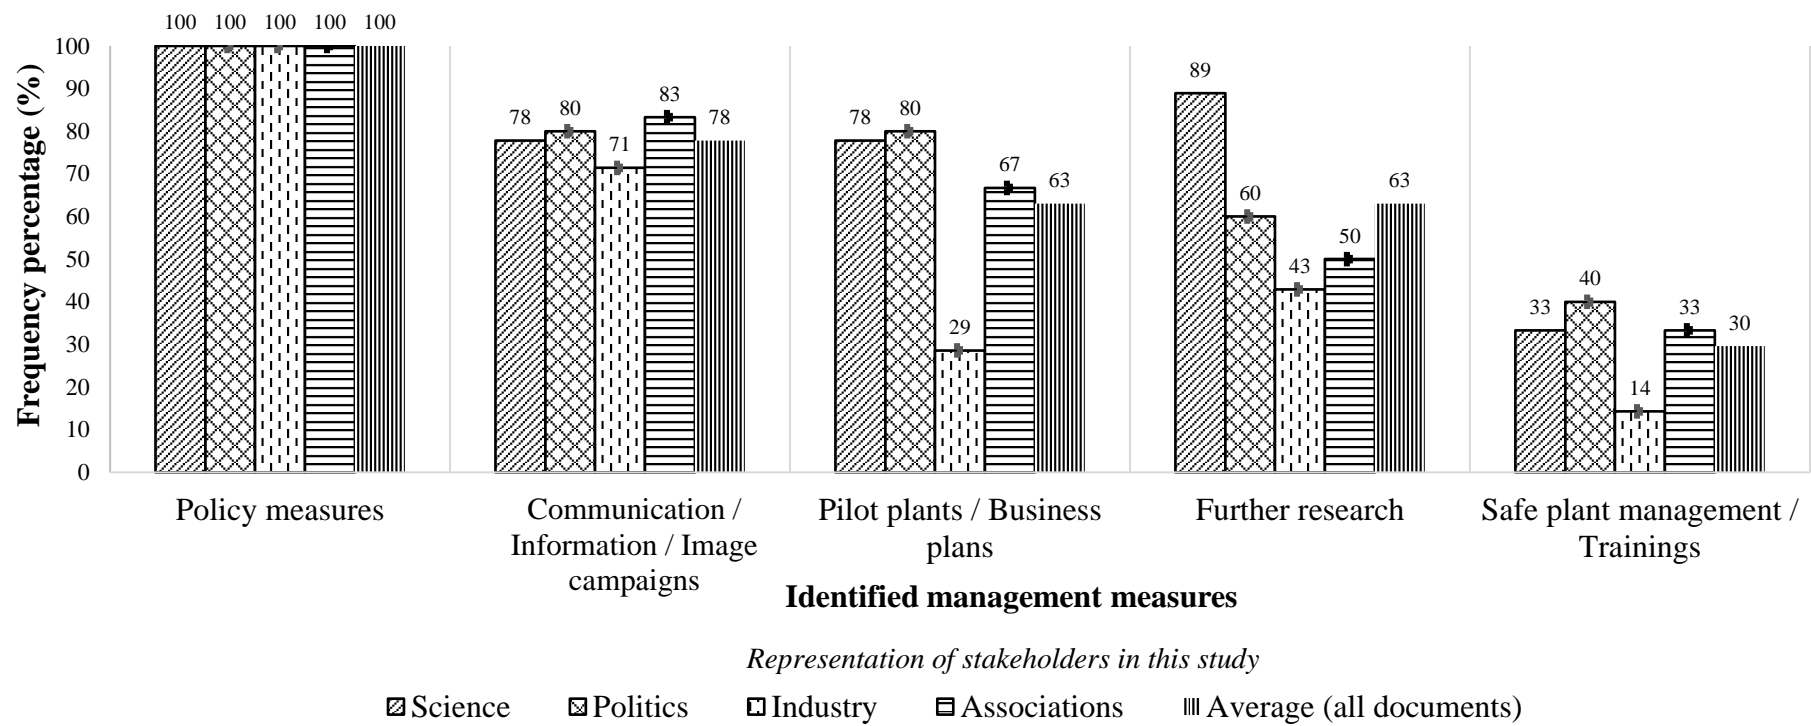 100 100 100 100 100
100
90
80
70
60
50
40
30
20
10
0
Frequency percentage (%)
78 80 71 83 78
78 80 29 67 63
89 60 43 50 63
33 40 14 33 30
Policy measures
Communication /
Information / Image
campaigns
Pilot plants / Business
plans
Further research
Safe plant management /
Trainings
Identified management measures
Representation of stakeholders in this study
Science Politics Industry Associations Average (all documents)